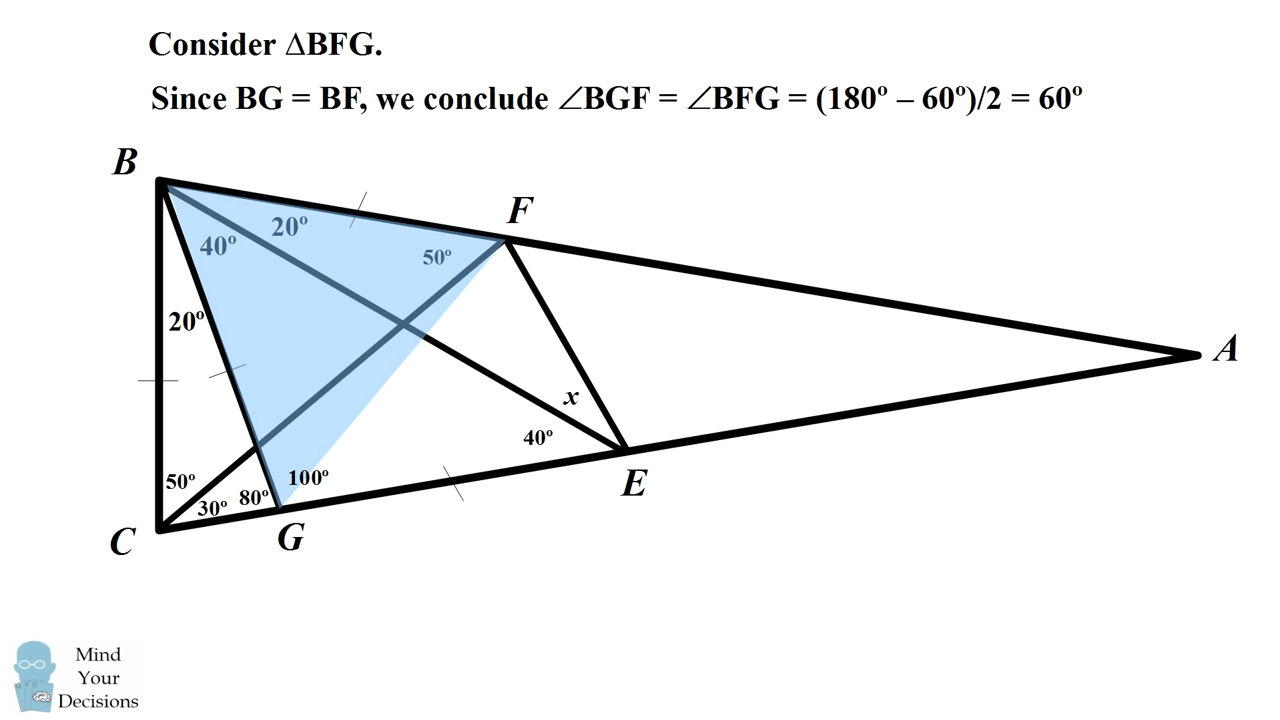 Consider ΔBFG.
Since BG = BF, we conclude ∠BGF = ∠BFG = (180º – 60º)/2 = 60º
B
F
20º
40º
50º
20º
A
x
40º
50º
100º
80º
30º
E
C
G
Mind
Your
Decisions